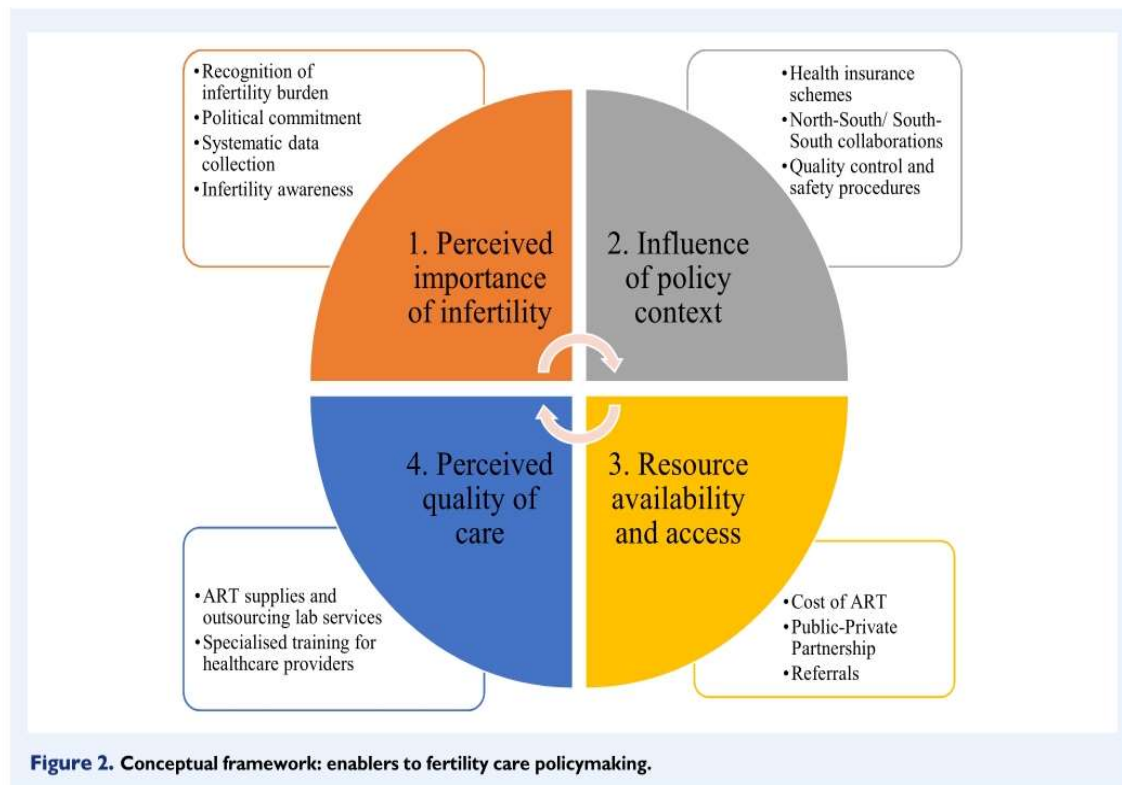 •Recognition of
infertility burden
•Political commitment
•Systematic data
collection
•Infertility awareness
•Health insurance
schemes
•North-South/ South-
South collaborations
•Quality control and
safety procedures
1. Perceived
importance
of infertility
2. Influence
of policy
context
4. Perceived
quality of
care
3. Resource
availability
and access
•ART supplies and
outsourcing lab services
•Specialised training for
healthcare providers
•Cost of ART
•Public-Private
Partnership
•Referrals
Figure 2. Conceptual framework: enablers to fertility care policymaking.